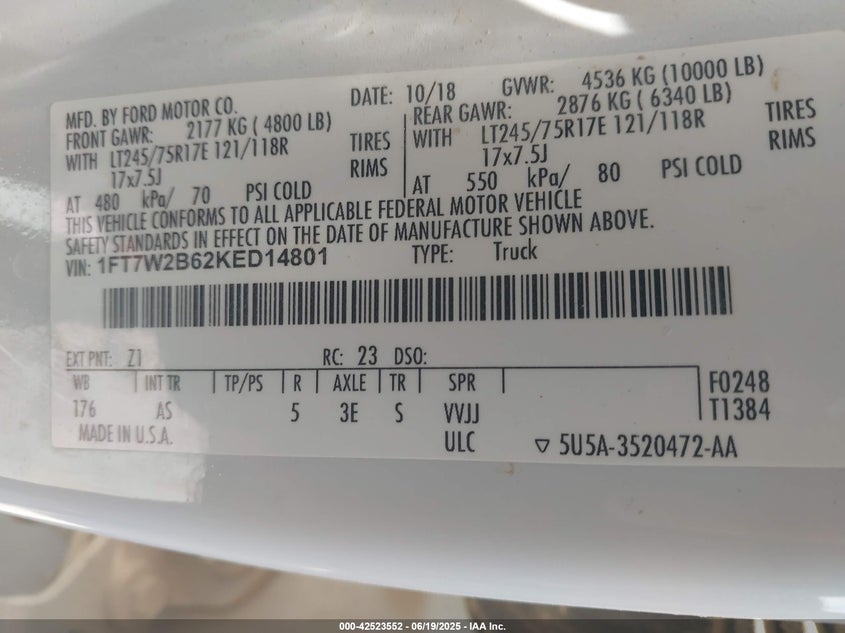 MFD. BY FORD MOTOR CO.
DATE: 10/18 GVWR: 4536 KG (10000 LB)
FRONT GAWR: 2177 KG ( 4800 LB)
REAR GAWR: 2876 KG ( 6340 LB)
WITH LT245/75R17E 121/118R TIRES
WITH LT245/75R17E 121/118R TIRES
17x7.5J RIMS
17x7.5J RIMS
AT 480 kPa/ 70 PSI COLD
AT 550 kPa/ 80 PSI COLD
THIS VEHICLE CONFORMS TO ALL APPLICABLE FEDERAL MOTOR VEHICLE
SAFETY STANDARDS IN EFFECT ON THE DATE OF MANUFACTURE SHOWN ABOVE.
VIN: 1FT7W2B62KED14801 TYPE: Truck
EXT PNT: Z1 RC: 23 DSO:
WB INT TR TP/PS R AXLE TR SPR F0248
176 AS 5 3E S VVJJ T1384
MADE IN U.S.A. ULC ▽ 5U5A-3520472-AA
000-42523552 - 06/19/2025 - IAA Inc.